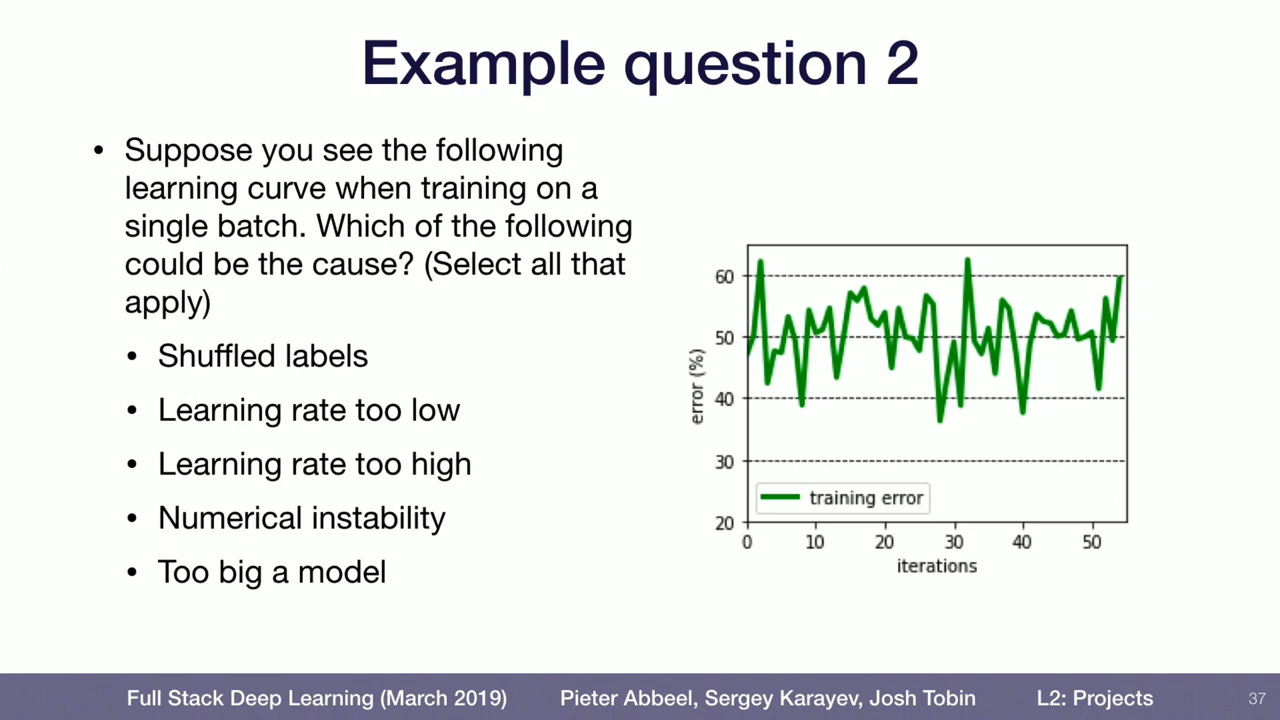 Example question 2
• Suppose you see the following
learning curve when training on a
single batch. Which of the following
could be the cause? (Select all that
apply)
• Shuffled labels
• Learning rate too low
• Learning rate too high
• Numerical instability
• Too big a model
error (%)
60
50
40
30
20
training error
0 10 20 30 40 50
iterations
Full Stack Deep Learning (March 2019) Pieter Abbeel, Sergey Karayev, Josh Tobin L2: Projects 37